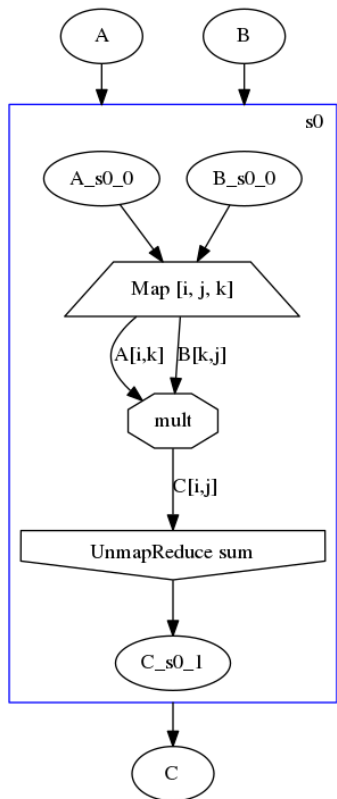 A
B
s0
A_s0_0
B_s0_0
Map [i, j, k]
A[i,k]
B[k,j]
mult
C[i,j]
UnmapReduce sum
C_s0_1
C